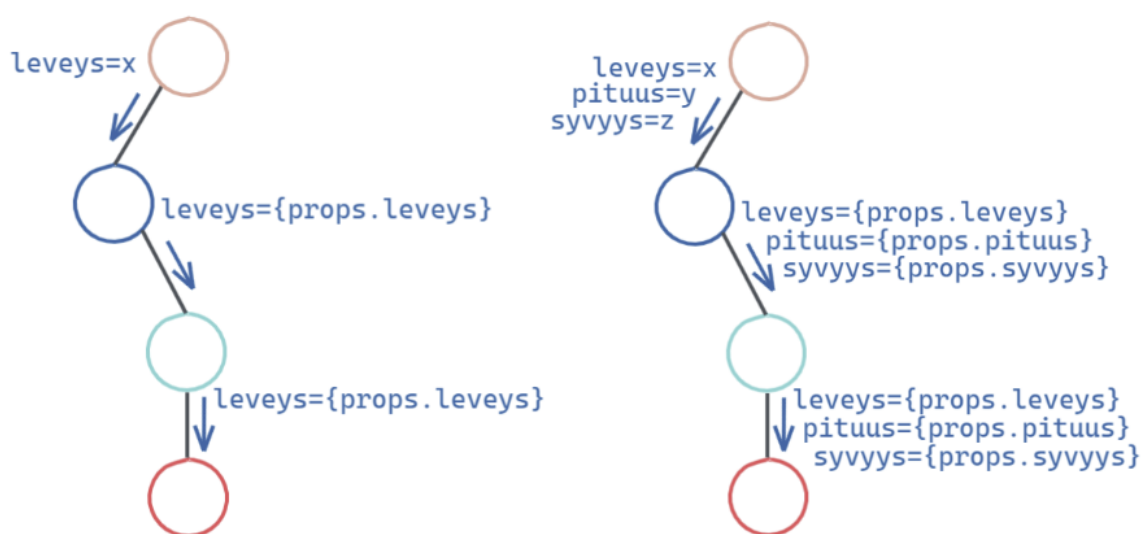 leveys=x
leveys={props.leveys}
leveys={props.leveys}
leveys=x
pituus=y
syvyys=z
leveys={props.leveys}
pituus={props.pituus}
syvyys={props.syvyys}
leveys={props.leveys}
pituus={props.pituus}
syvyys={props.syvyys}